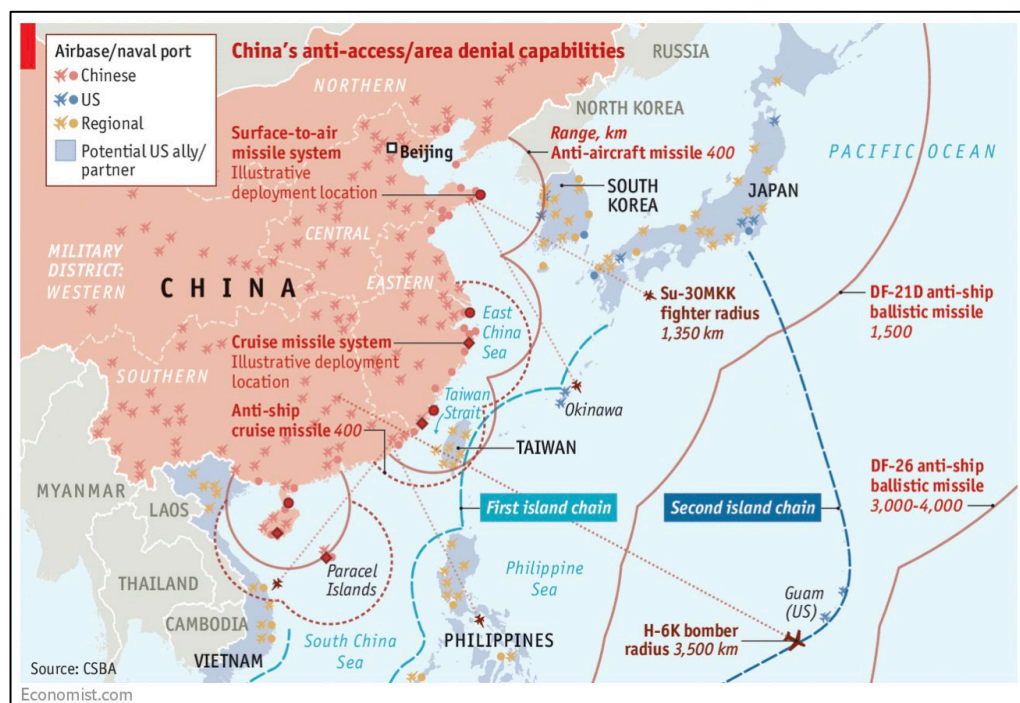 China's anti-access/area denial capabilities
Airbase/naval port
Chinese
US
Regional
Potential US ally/
partner
RUSSIA
NORTHERN
NORTH KOREA
Surface-to-air
missile system
Illustrative
deployment location
Beijing
Range, km
Anti-aircraft missile 400
PACIFIC OCEAN
SOUTH
KOREA
JAPAN
CENTRAL
MILITARY
DISTRICT:
WESTERN
CHINA
EASTERN
Su-30MKK
fighter radius
1,350 km
DF-21D anti-ship
ballistic missile
1,500
East
China
Sea
Cruise missile system
Illustrative deployment
location
SOUTHERN
Taiwan
Strait
Okinawa
Anti-ship
cruise missile 400
TAIWAN
MYANMAR
LAOS
First island chain
Second island chain
DF-26 anti-ship
ballistic missile
3,000-4,000
THAILAND
Paracel
Islands
Philippine
Sea
Guam
(US)
CAMBODIA
South China
Sea
PHILIPPINES
H-6K bomber
radius 3,500 km
VIETNAM
Source: CSBA
Economist.com